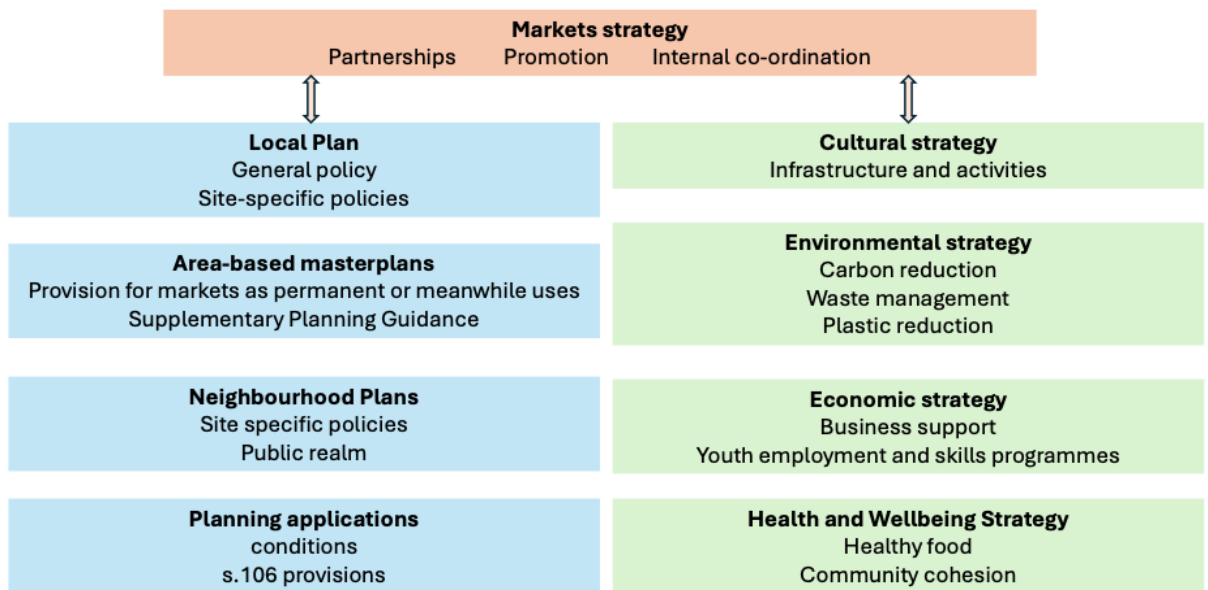 Markets strategy
Partnerships Promotion Internal co-ordination
Local Plan
General policy
Site-specific policies
Area-based masterplans
Provision for markets as permanent or meanwhile uses
Supplementary Planning Guidance
Neighbourhood Plans
Site specific policies
Public realm
Planning applications
conditions
s.106 provisions
Cultural strategy
Infrastructure and activities
Environmental strategy
Carbon reduction
Waste management
Plastic reduction
Economic strategy
Business support
Youth employment and skills programmes
Health and Wellbeing Strategy
Healthy food
Community cohesion